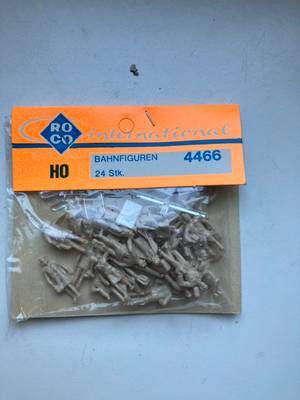 ROCO
international
HO
BAHNFIGUREN
4466
24 Stk.